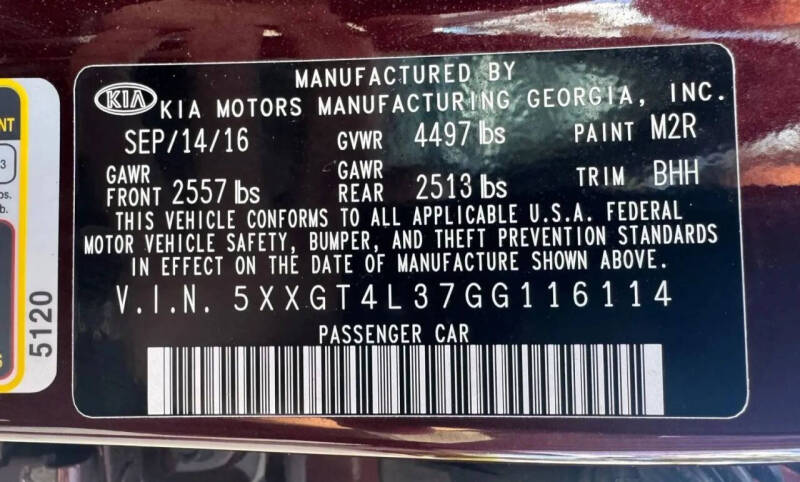 MANUFACTURED BY
KIA KIA MOTORS MANUFACTURING GEORGIA, INC.
SEP/14/16 GVWR 4497 lbs PAINT M2R
GAWR FRONT 2557 lbs GAWR REAR 2513 lbs TRIM BHH
THIS VEHICLE CONFORMS TO ALL APPLICABLE U.S.A. FEDERAL
MOTOR VEHICLE SAFETY, BUMPER, AND THEFT PREVENTION STANDARDS
IN EFFECT ON THE DATE OF MANUFACTURE SHOWN ABOVE.
V.I.N. 5XXGT4L37GG116114
PASSENGER CAR
5120
3